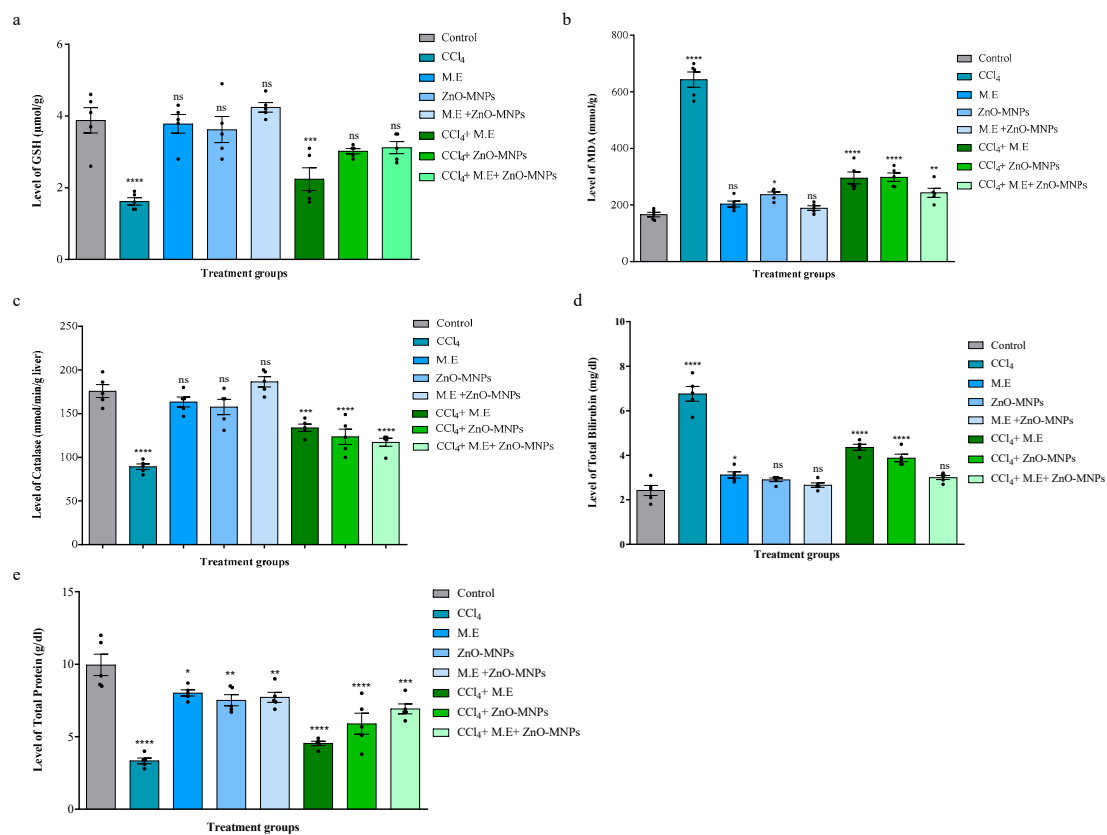 a
Level of GSH (µmol/g)
6
4
2
0
****
ns
ns
ns
***
ns
ns
Treatment groups
Control
CCl4
M.E
ZnO-MNPs
M.E +ZnO-MNPs
CCl4+ M.E
CCl4+ ZnO-MNPs
CCl4+ M.E+ ZnO-MNPs
b
Level of MDA (mmol/g)
800
600
400
200
0
****
ns
*
ns
****
****
**
Treatment groups
Control
CCl4
M.E
ZnO-MNPs
M.E +ZnO-MNPs
CCl4+ M.E
CCl4+ ZnO-MNPs
CCl4+ M.E+ ZnO-MNPs
c
Level of Catalase (mmol/min/g liver)
250
200
150
100
50
0
****
ns
ns
ns
***
****
****
Treatment groups
Control
CCl4
M.E
ZnO-MNPs
M.E +ZnO-MNPs
CCl4+ M.E
CCl4+ ZnO-MNPs
CCl4+ M.E+ ZnO-MNPs
d
Level of Total Bilirubin (mg/dl)
10
8
6
4
2
0
****
*
ns
ns
****
****
ns
Treatment groups
Control
CCl4
M.E
ZnO-MNPs
M.E +ZnO-MNPs
CCl4+ M.E
CCl4+ ZnO-MNPs
CCl4+ M.E+ ZnO-MNPs
e
Level of Total Protein (g/dl)
15
10
5
0
****
*
**
**
****
****
***
Treatment groups
Control
CCl4
M.E
ZnO-MNPs
M.E +ZnO-MNPs
CCl4+ M.E
CCl4+ ZnO-MNPs
CCl4+ M.E+ ZnO-MNPs